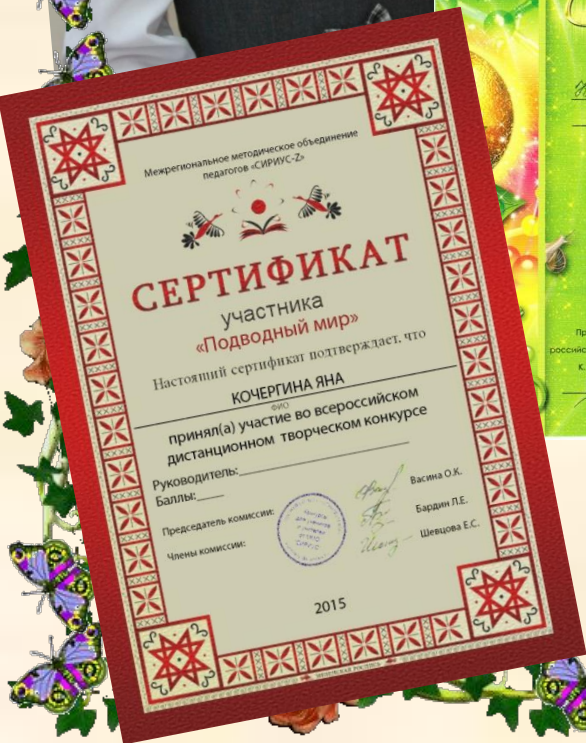 Межрегиональное методическое объединение
педагогов «СИРИУС-Z»
СЕРТИФИКАТ
участника
«Подводный мир»
Настоящий сертификат подтверждает, что
КОЧЕРГИНА ЯНА
ФИО
принял(а) участие во всероссийском
дистанционном творческом конкурсе
Руководитель:
Баллы:
Председатель комиссии:
Васина О.К.
Члены комиссии:
Бардин Л.Е.
Шевцова Е.С.
2015
российс
К.